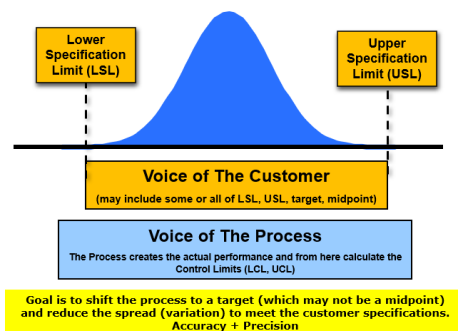 Lower
Specification
Limit (LSL)
Upper
Specification
Limit (USL)
Voice of The Customer
(may include some or all of LSL, USL, target, midpoint)
Voice of The Process
The Process creates the actual performance and from here calculate the
Control Limits (LCL, UCL)
Goal is to shift the process to a target (which may not be a midpoint)
and reduce the spread (variation) to meet the customer specifications.
Accuracy + Precision